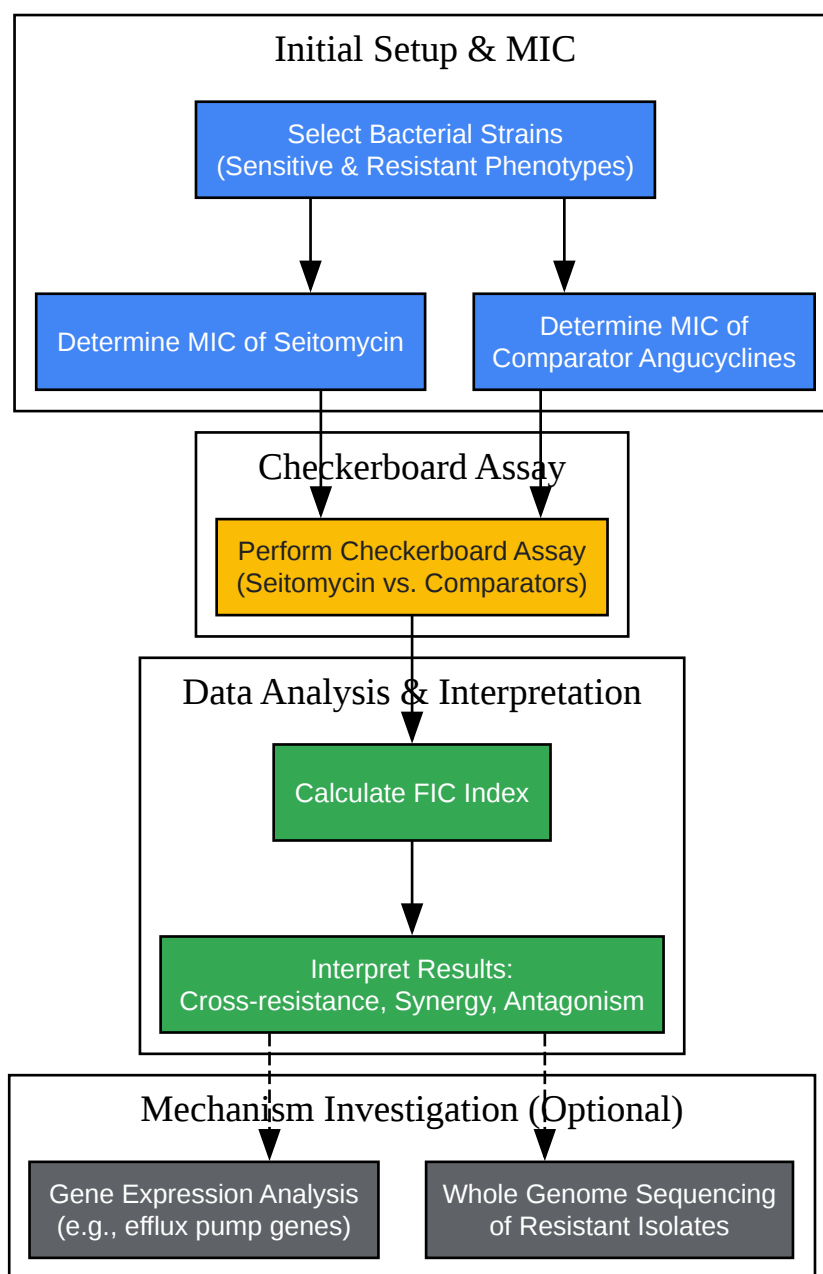 Initial Setup & MIC
Select Bacterial Strains
(Sensitive & Resistant Phenotypes)
Determine MIC of Seitomycin
Determine MIC of
Comparator Angucyclines
Checkerboard Assay
Perform Checkerboard Assay
(Seitomycin vs. Comparators)
Data Analysis & Interpretation
Calculate FIC Index
Interpret Results:
Cross-resistance, Synergy, Antagonism
Mechanism Investigation (Optional)
Gene Expression Analysis
(e.g., efflux pump genes)
Whole Genome Sequencing
of Resistant Isolates